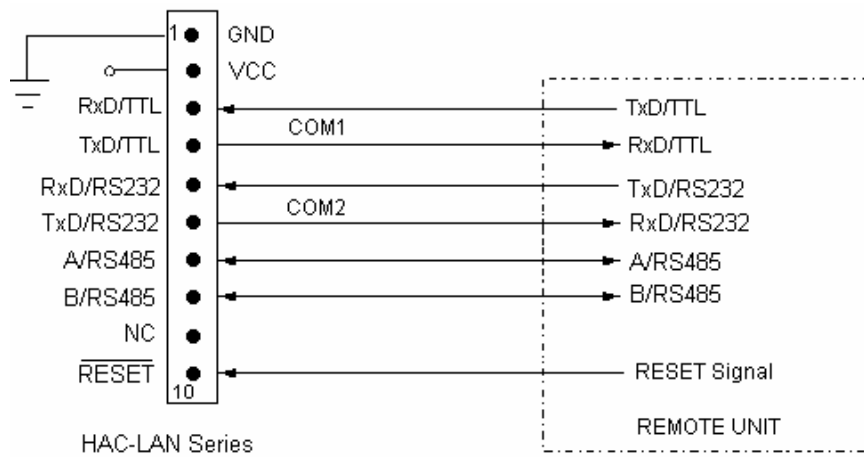 1 GND
VCC
RxD/TTL TxD/TTL
COM1
TxD/TTL RxD/TTL
RxD/RS232 TxD/RS232
COM2
TxD/RS232 RxD/RS232
A/RS485 A/RS485
B/RS485 B/RS485
NC
RESET RESET Signal
10
REMOTE UNIT
HAC-LAN Series